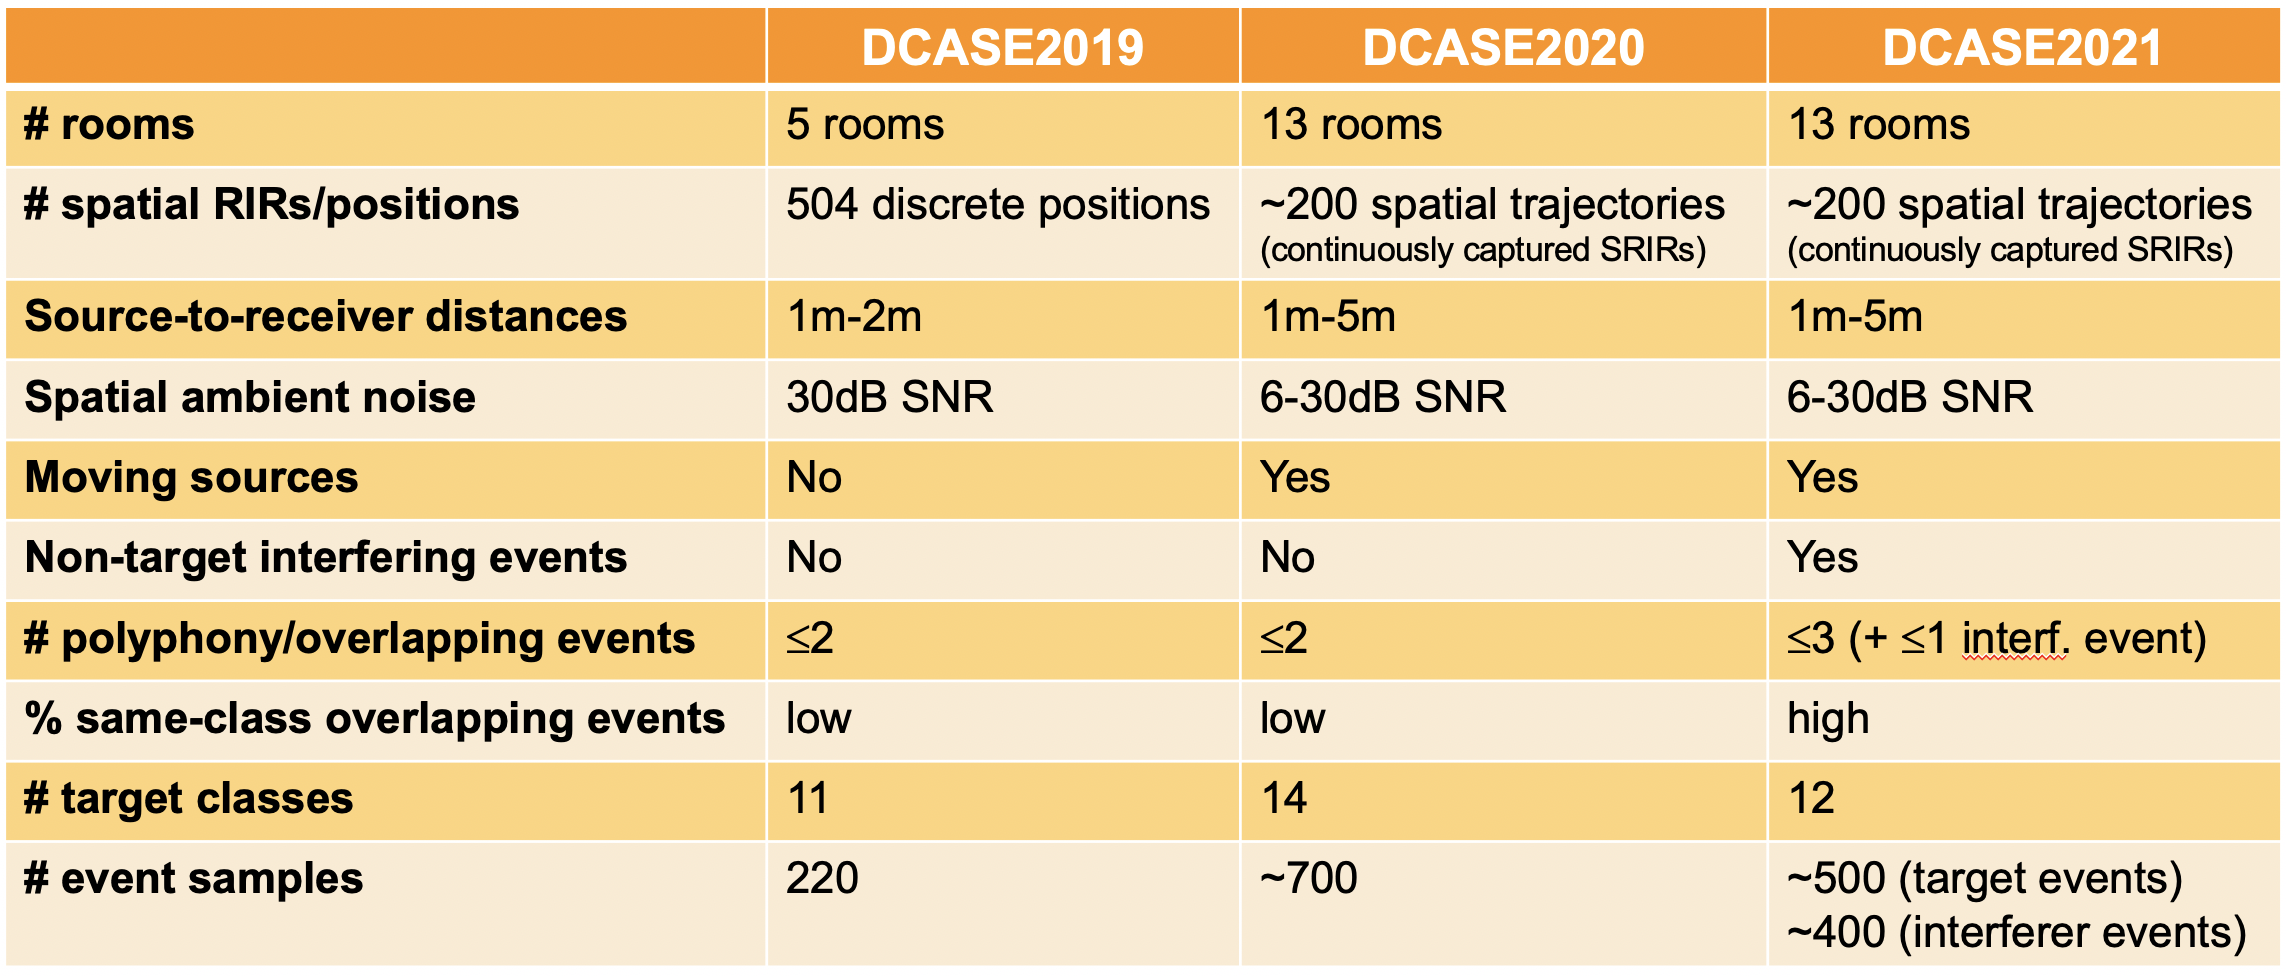 DCASE2019 DCASE2020 DCASE2021
# rooms 5 rooms 13 rooms 13 rooms
# spatial RIRs/positions 504 discrete positions ~200 spatial trajectories ~200 spatial trajectories
(continuously captured SRIRs) (continuously captured SRIRs)
Source-to-receiver distances 1m-2m 1m-5m 1m-5m
Spatial ambient noise 30dB SNR 6-30dB SNR 6-30dB SNR
Moving sources No Yes Yes
Non-target interfering events No No Yes
# polyphony/overlapping events ≤2 ≤2 ≤3 (+ ≤1 interf. event)
% same-class overlapping events low low high
# target classes 11 14 12
# event samples 220 ~700 ~500 (target events)
~400 (interferer events)